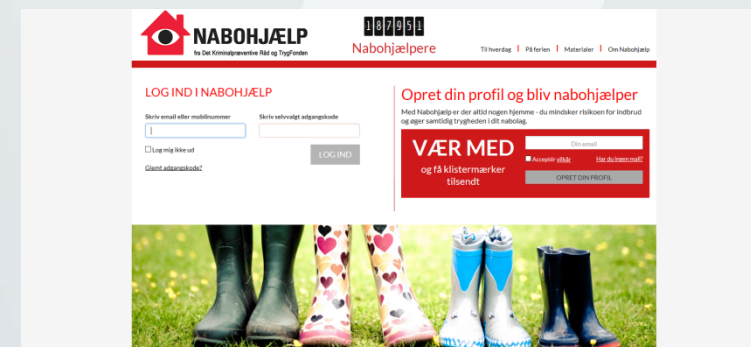 NABOHJÆLP
fra Det Kriminalpræventive Råd og TrygFonden
187951
Nabohjælpere
Til hverdag | På ferien | Materialer | Om Nabohjælp
LOG IND I NABOHJÆLP
Skriv email eller mobilnummer
Skriv selvvalgt adgangskode
Log mig ikke ud
LOG IND
Glemt adgangskode?
Opret din profil og bliv nabohjælper
Med Nabohjælp er der altid nogen hjemme - du mindsker risikoen for indbrud
og øger samtidig trygheden i dit nabolag.
VÆR MED
og få klistermærker
tilsendt
Din email
Acceptér vilkår
Har du ingen mail?
OPRET DIN PROFIL